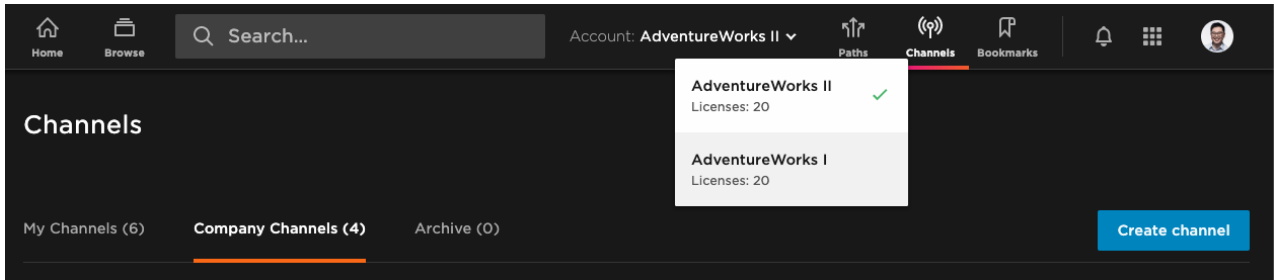 Home
Browse
Search...
Account: AdventureWorks II
Paths
Channels
Bookmarks
AdventureWorks II
Licenses: 20
AdventureWorks I
Licenses: 20
Channels
My Channels (6)
Company Channels (4)
Archive (0)
Create channel